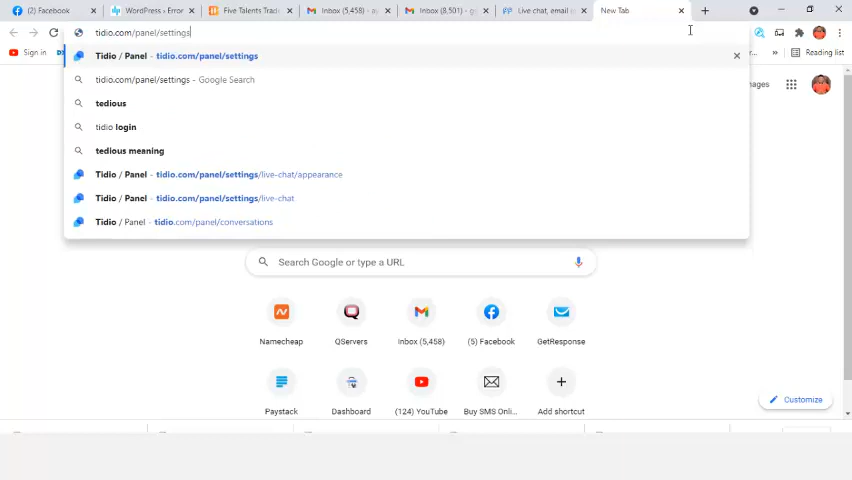 (2) Facebook
WordPress › Error
Five Talents Trad
Inbox (5,458) - a
Inbox (8,501) - g
Live chat, email i
New Tab
tidio.com/panel/settings
YouTube
Reading list
Tidio / Panel - tidio.com/panel/settings
tidio.com/panel/settings - Google Search
tedious
tidio login
tedious meaning
Tidio / Panel - tidio.com/panel/settings/live-chat/appearance
Tidio / Panel - tidio.com/panel/settings/live-chat
Tidio / Panel - tidio.com/panel/conversations
ages
Search Google or type a URL
Namecheap
QServers
Inbox (5,458)
(5) Facebook
GetResponse
Paystack
Dashboard
(124) YouTube
Buy SMS Onli...
Add shortcut
Customize